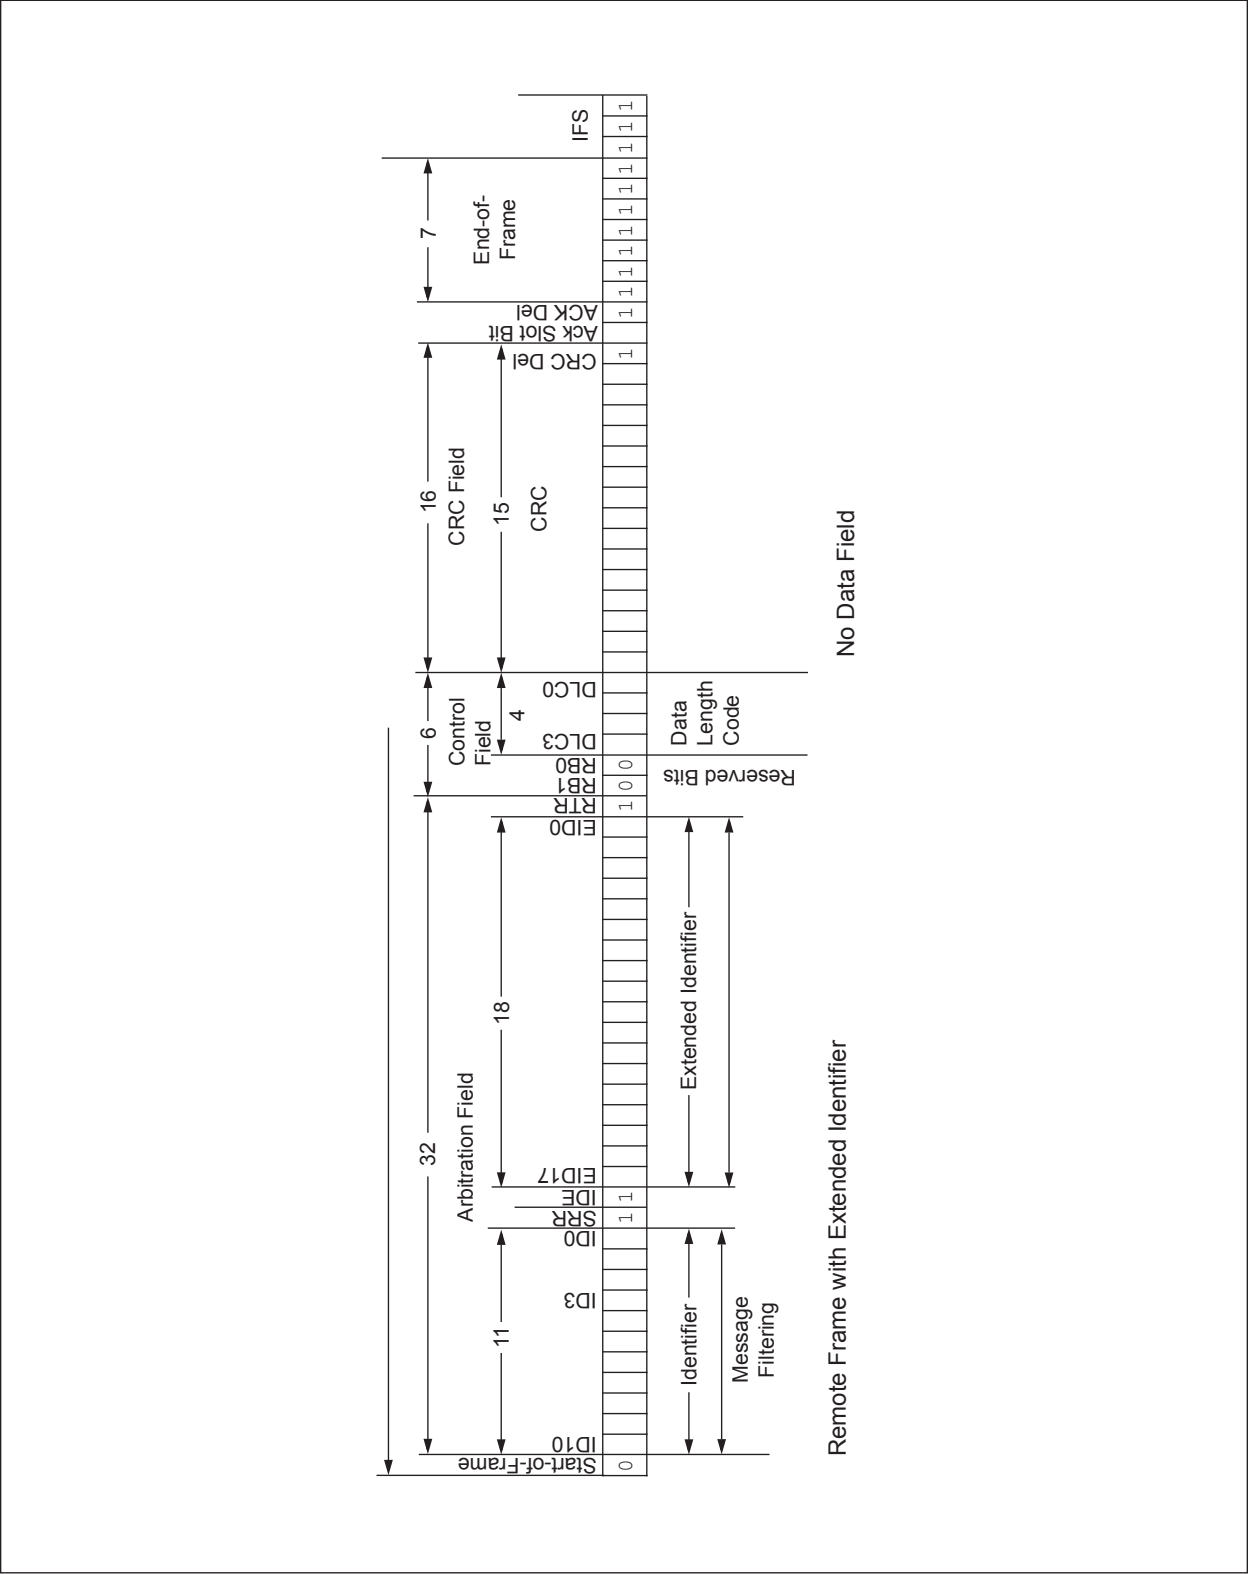 32
Arbitration Field
6
Control
Field
16
CRC Field
7
End-of-
Frame
IFS
11
18
4
15
CRC
Start-of-Frame
ID10
ID3
ID0
SRR
IDE
EID17
EID0
RTR
RB1
RB0
DLC3
DLC0
CRC Del
Ack Slot Bit
ACK Del
0 1 1 1 0 0 1 1 1 1 1 1 1 1 1 1 1 1
Identifier
Message
Filtering
Extended Identifier
Reserved Bits
Data
Length
Code
Remote Frame with Extended Identifier
No Data Field